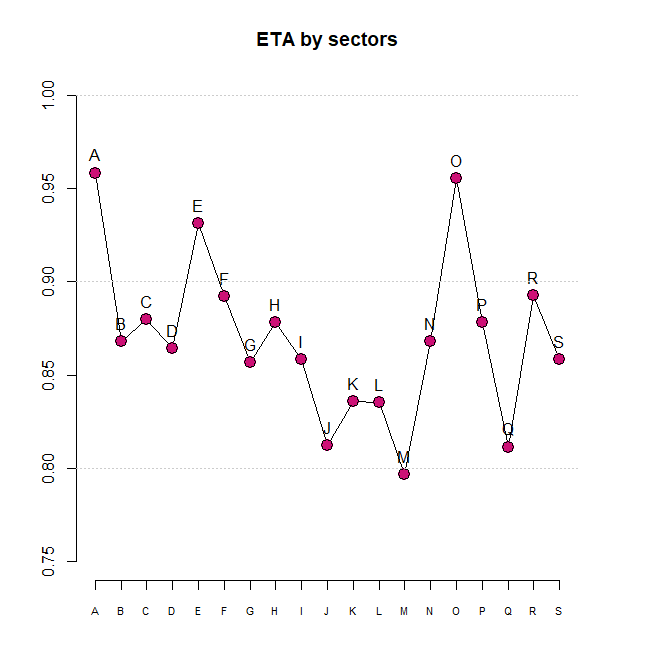 ETA by sectors
1.00
0.95
0.90
0.85
0.80
0.75
A
B
C
D
E
F
G
H
I
J
K
L
M
N
O
P
Q
R
S
A B C D E F G H I J K L M N O P Q R S